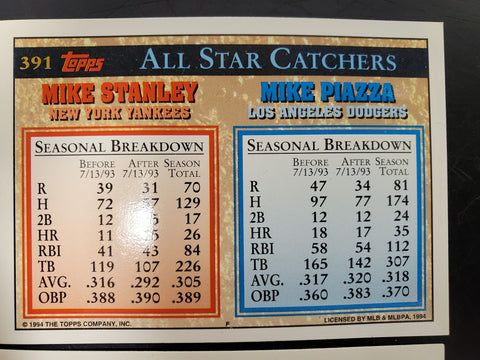 391 Topps ALL STAR CATCHERS
MIKE STANLEY
NEW YORK YANKEES
SEASONAL BREAKDOWN
BEFORE AFTER SEASON
7/13/93 7/13/93 TOTAL
R 39 31 70
H 72 57 129
2B 12 5 17
HR 11 15 26
RBI 41 43 84
TB 119 107 226
AVG. .316 .292 .305
OBP .388 .390 .389
MIKE PIAZZA
LOS ANGELES DODGERS
SEASONAL BREAKDOWN
BEFORE AFTER SEASON
7/13/93 7/13/93 TOTAL
R 47 34 81
H 97 77 174
2B 12 12 24
HR 18 17 35
RBI 58 54 112
TB 165 142 307
AVG. .317 .320 .318
OBP .360 .383 .370
© 1994 THE TOPPS COMPANY, INC. F LICENSED BY MLB & MLBPA, 1994